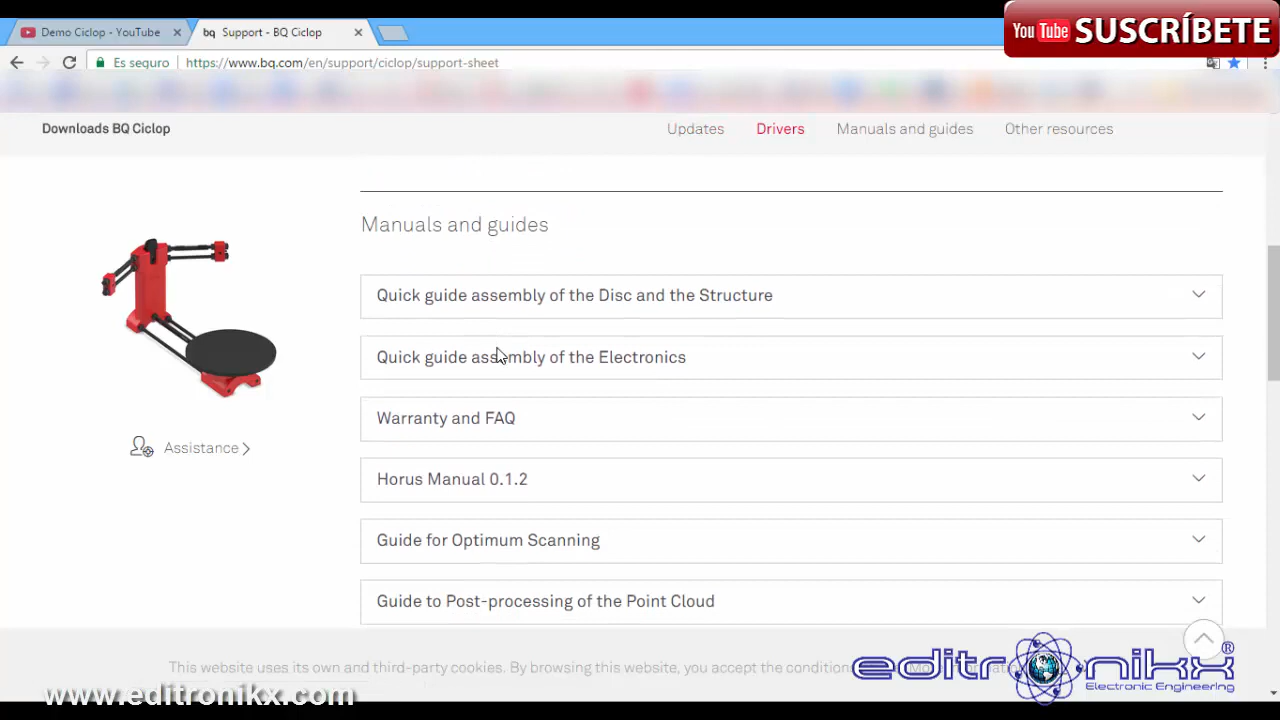 Demo Ciclop - YouTube
bq Support - BQ Ciclop
YouTube SUSCRÍBETE
Es seguro https://www.bq.com/en/support/ciclop/support-sheet
Downloads BQ Ciclop
Updates
Drivers
Manuals and guides
Other resources
Manuals and guides
Quick guide assembly of the Disc and the Structure
Quick guide assembly of the Electronics
Warranty and FAQ
Assistance
Horus Manual 0.1.2
Guide for Optimum Scanning
Guide to Post-processing of the Point Cloud
This website uses its own and third-party cookies. By browsing this website, you accept the
editronikx®
Electronic Engineering
www.editronikx.com